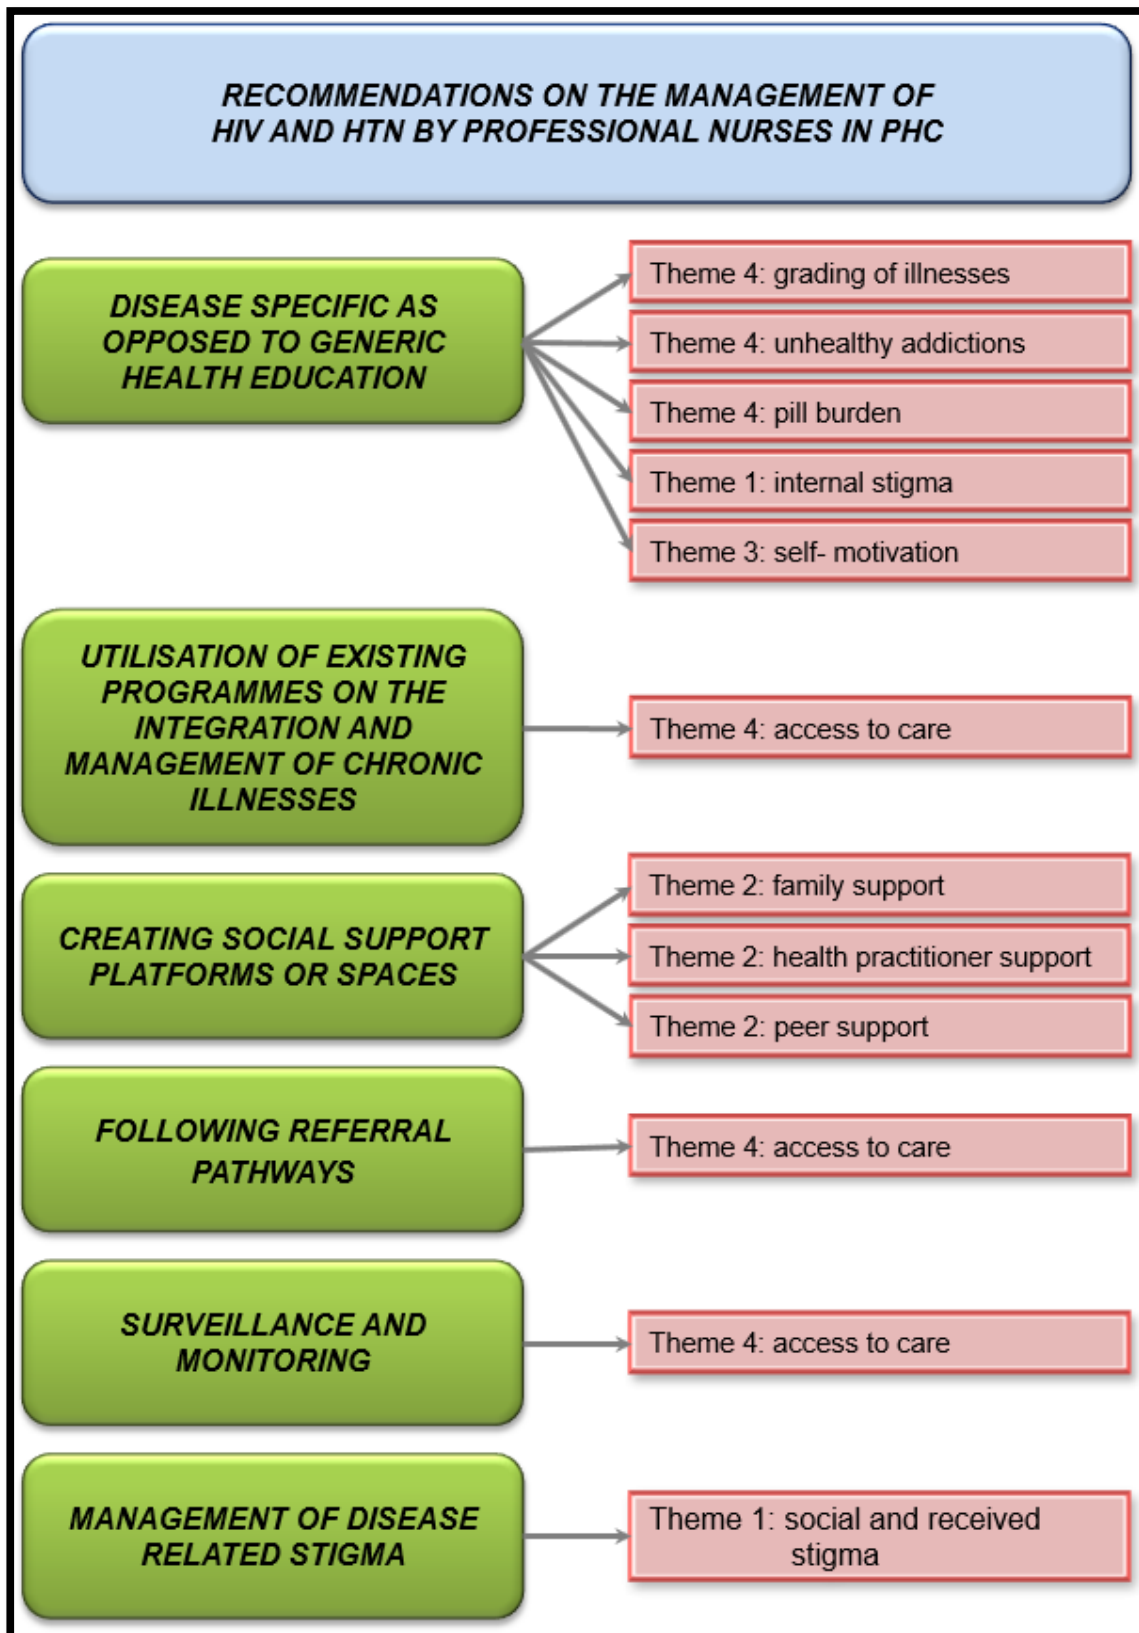 RECOMMENDATIONS ON THE MANAGEMENT OF
HIV AND HTN BY PROFESSIONAL NURSES IN PHC
DISEASE SPECIFIC AS
OPPOSED TO GENERIC
HEALTH EDUCATION
Theme 4: grading of illnesses
Theme 4: unhealthy addictions
Theme 4: pill burden
Theme 1: internal stigma
Theme 3: self- motivation
UTILISATION OF EXISTING
PROGRAMMES ON THE
INTEGRATION AND
MANAGEMENT OF CHRONIC
ILLNESSES
Theme 4: access to care
CREATING SOCIAL SUPPORT
PLATFORMS OR SPACES
Theme 2: family support
Theme 2: health practitioner support
Theme 2: peer support
FOLLOWING REFERRAL
PATHWAYS
Theme 4: access to care
SURVEILLANCE AND
MONITORING
Theme 4: access to care
MANAGEMENT OF DISEASE
RELATED STIGMA
Theme 1: social and received
stigma